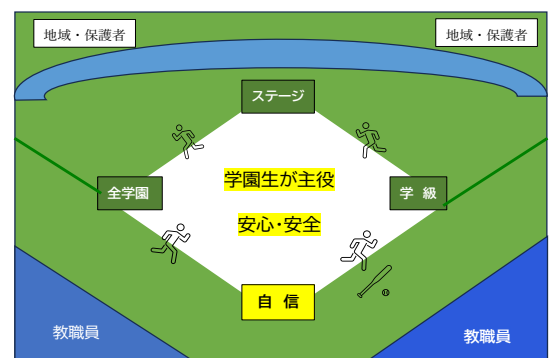 地域・保護者
地域・保護者
ステージ
全学園
学園生が主役
学 級
安心・安全
自 信
教職員
教職員